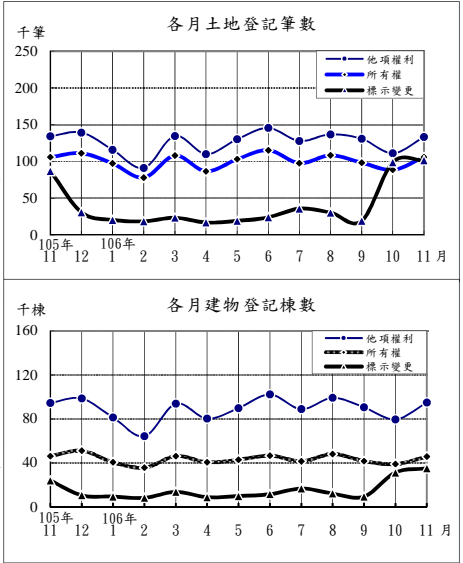 各月土地登記筆數
千筆
250
200
150
100
50
0
他項權利
所有權
標示變更
105年 106年
11 12 1 2 3 4 5 6 7 8 9 10 11 月
各月建物登記棟數
千棟
160
120
80
40
0
他項權利
所有權
標示變更
105年 106年
11 12 1 2 3 4 5 6 7 8 9 10 11 月